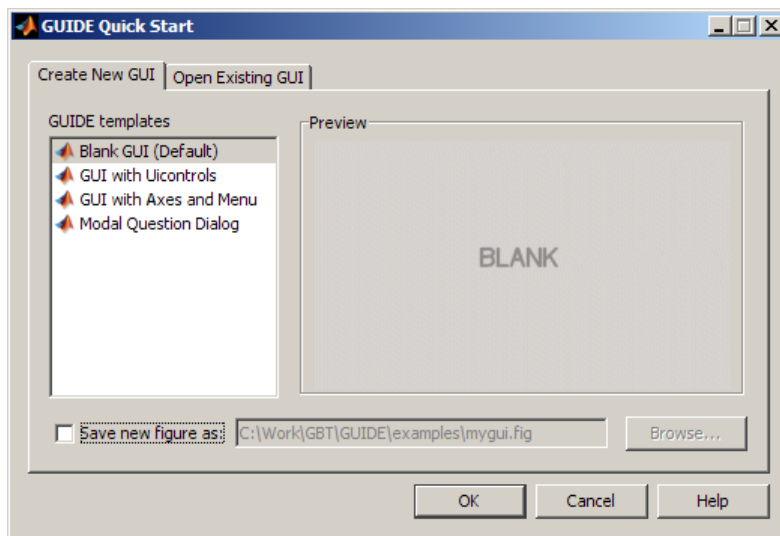 GUIDE Quick Start
Create New GUI
Open Existing GUI
GUIDE templates
Blank GUI (Default)
GUI with Uicontrols
GUI with Axes and Menu
Modal Question Dialog
Preview
BLANK
Save new figure as:
C:\Work\GBT\GUIDE\examples\mygui.fig
Browse...
OK
Cancel
Help